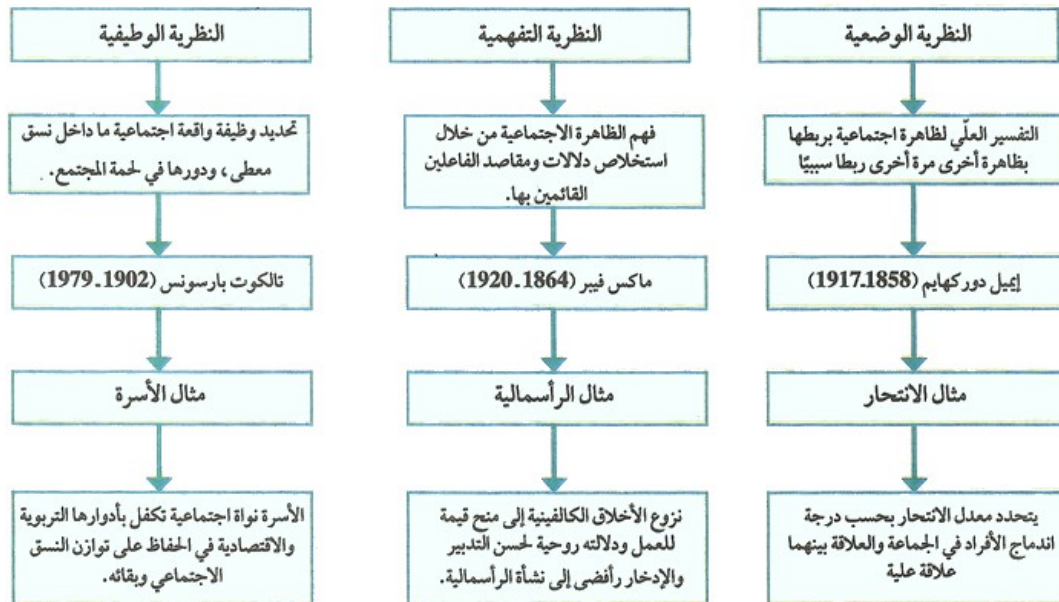 النظرية الوضعية
التفسير العلّي لظاهرة اجتماعية بربطها
بظاهرة أخرى مرة أخرى ربطا سببيًا
إيميل دوركهايم (1858ـ1917)
مثال الانتحار
يتحدد معدل الانتحار بحسب درجة
اندماج الأفراد في الجماعة والعلاقة بينهما
علاقة علية
النظرية التفهمية
فهم الظاهرة الاجتماعية من خلال
استخلاص دلالات ومقاصد الفاعلين
القائمين بها.
ماكس فيبر (1864ـ1920)
مثال الرأسمالية
نزوع الأخلاق الكالفينية إلى منح قيمة
للعمل ودلالته روحية لحسن التدبير
والإدخار رأفضى إلى نشأة الرأسمالية.
النظرية الوظيفية
تحديد وظيفة واقعة اجتماعية ما داخل نسق
معطى، ودورها في لحمة المجتمع.
تالكوت بارسونس (1902ـ1979)
مثال الأسرة
الأسرة نواة اجتماعية تكفل بأدوارها التربوية
والاقتصادية في الحفاظ على توازن النسق
الاجتماعي وبقائه.